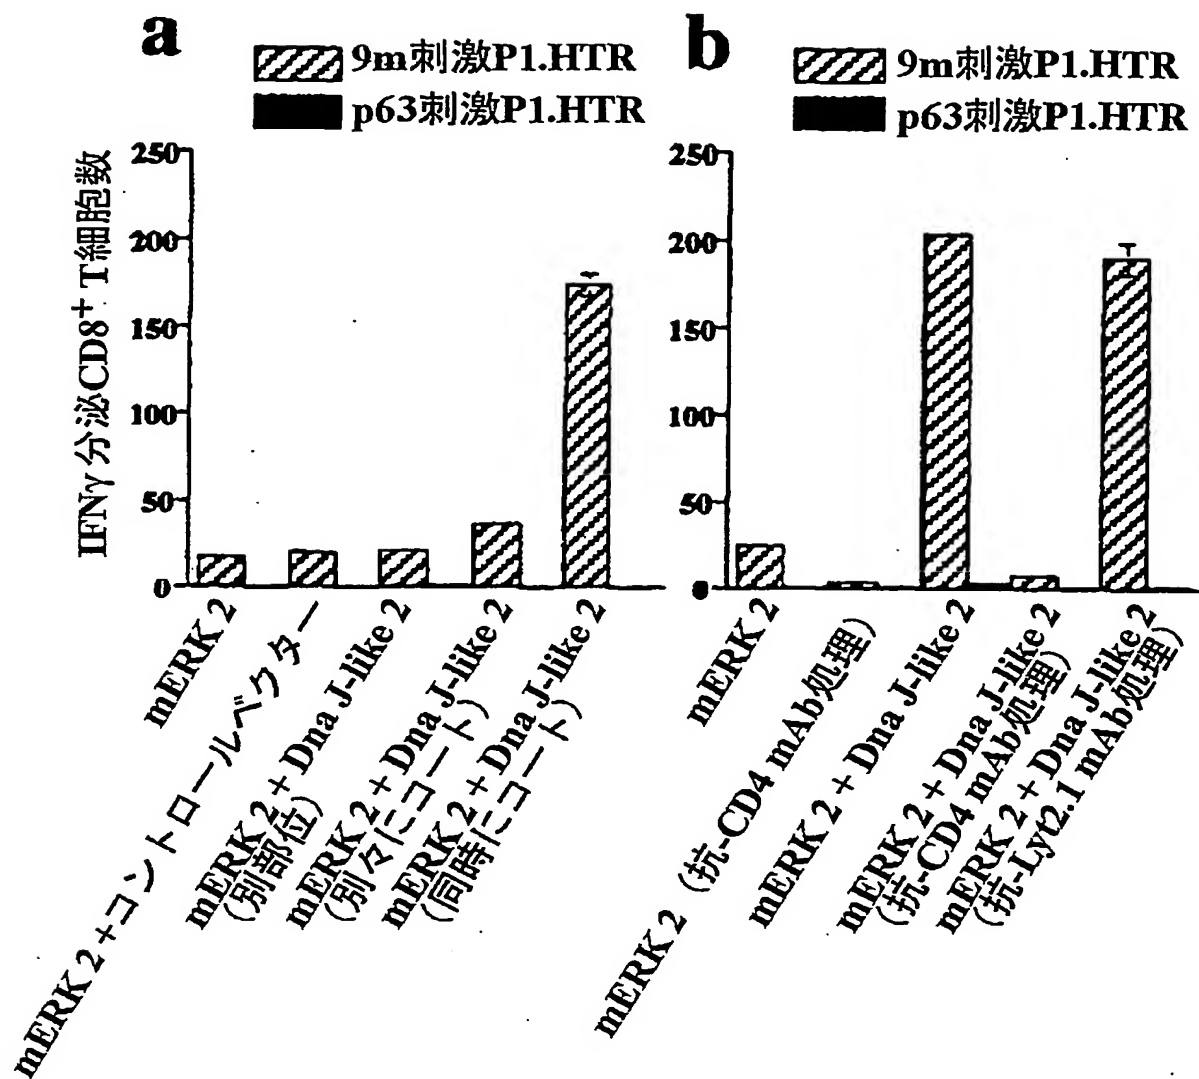 a
9m刺激P1.HTR
p63刺激P1.HTR
IFNγ分泌CD8+ T細胞数
250
200
150
100
50
0
mERK 2
mERK 2+コントロールベクター
mERK 2 + Dna J-like 2
(別部位)
mERK 2 + Dna J-like 2
(別々にコート)
mERK 2 + Dna J-like 2
(同時にコート)
b
9m刺激P1.HTR
p63刺激P1.HTR
250
200
150
100
50
0
mERK 2
mERK 2 (抗-CD4 mAb処理)
mERK 2 + Dna J-like 2
mERK 2 + Dna J-like 2
(抗-CD4 mAb処理)
mERK 2 + Dna J-like 2
(抗-Lyt2.1 mAb処理)